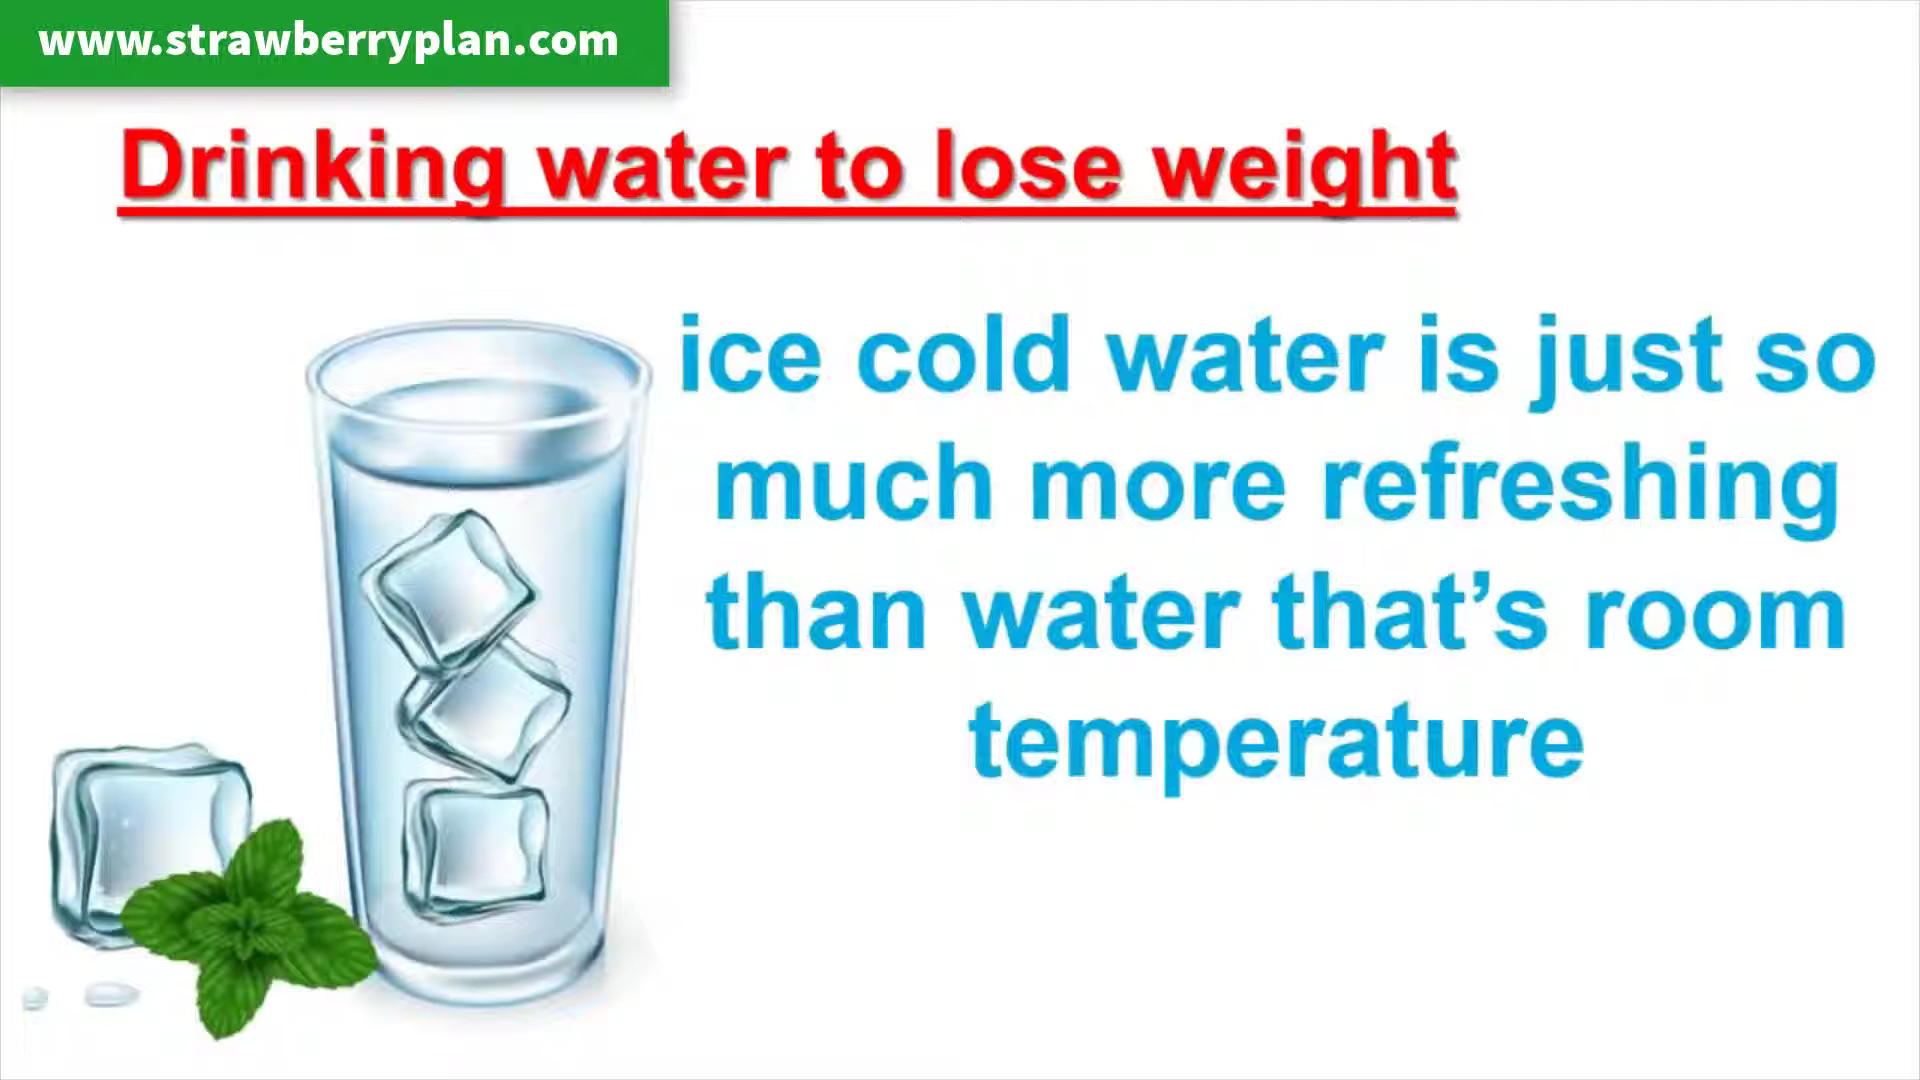 www.strawberryplan.com
Drinking water to lose weight
ice cold water is just so
much more refreshing
than water that’s room
temperature